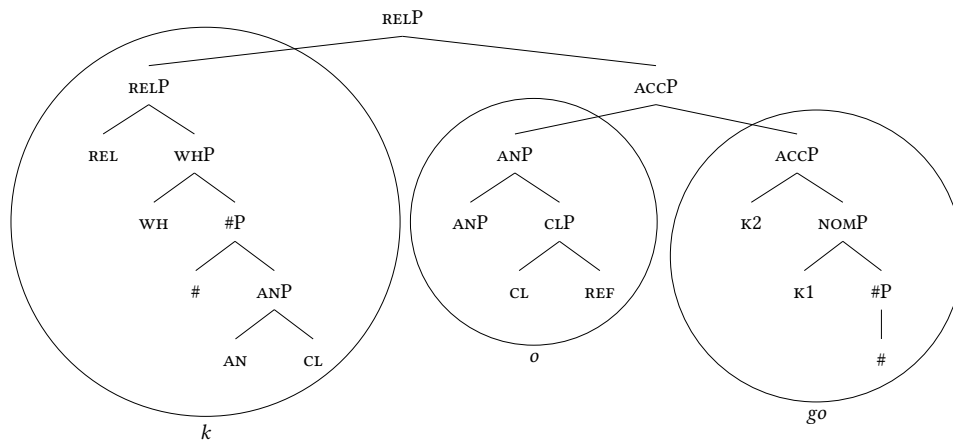 RELP
RELP ACCP
REL WHP ANP ACCP
WH #P ANP CLP K2 NOMP
# ANP CL REF K1 #P
AN CL #
o
go
k